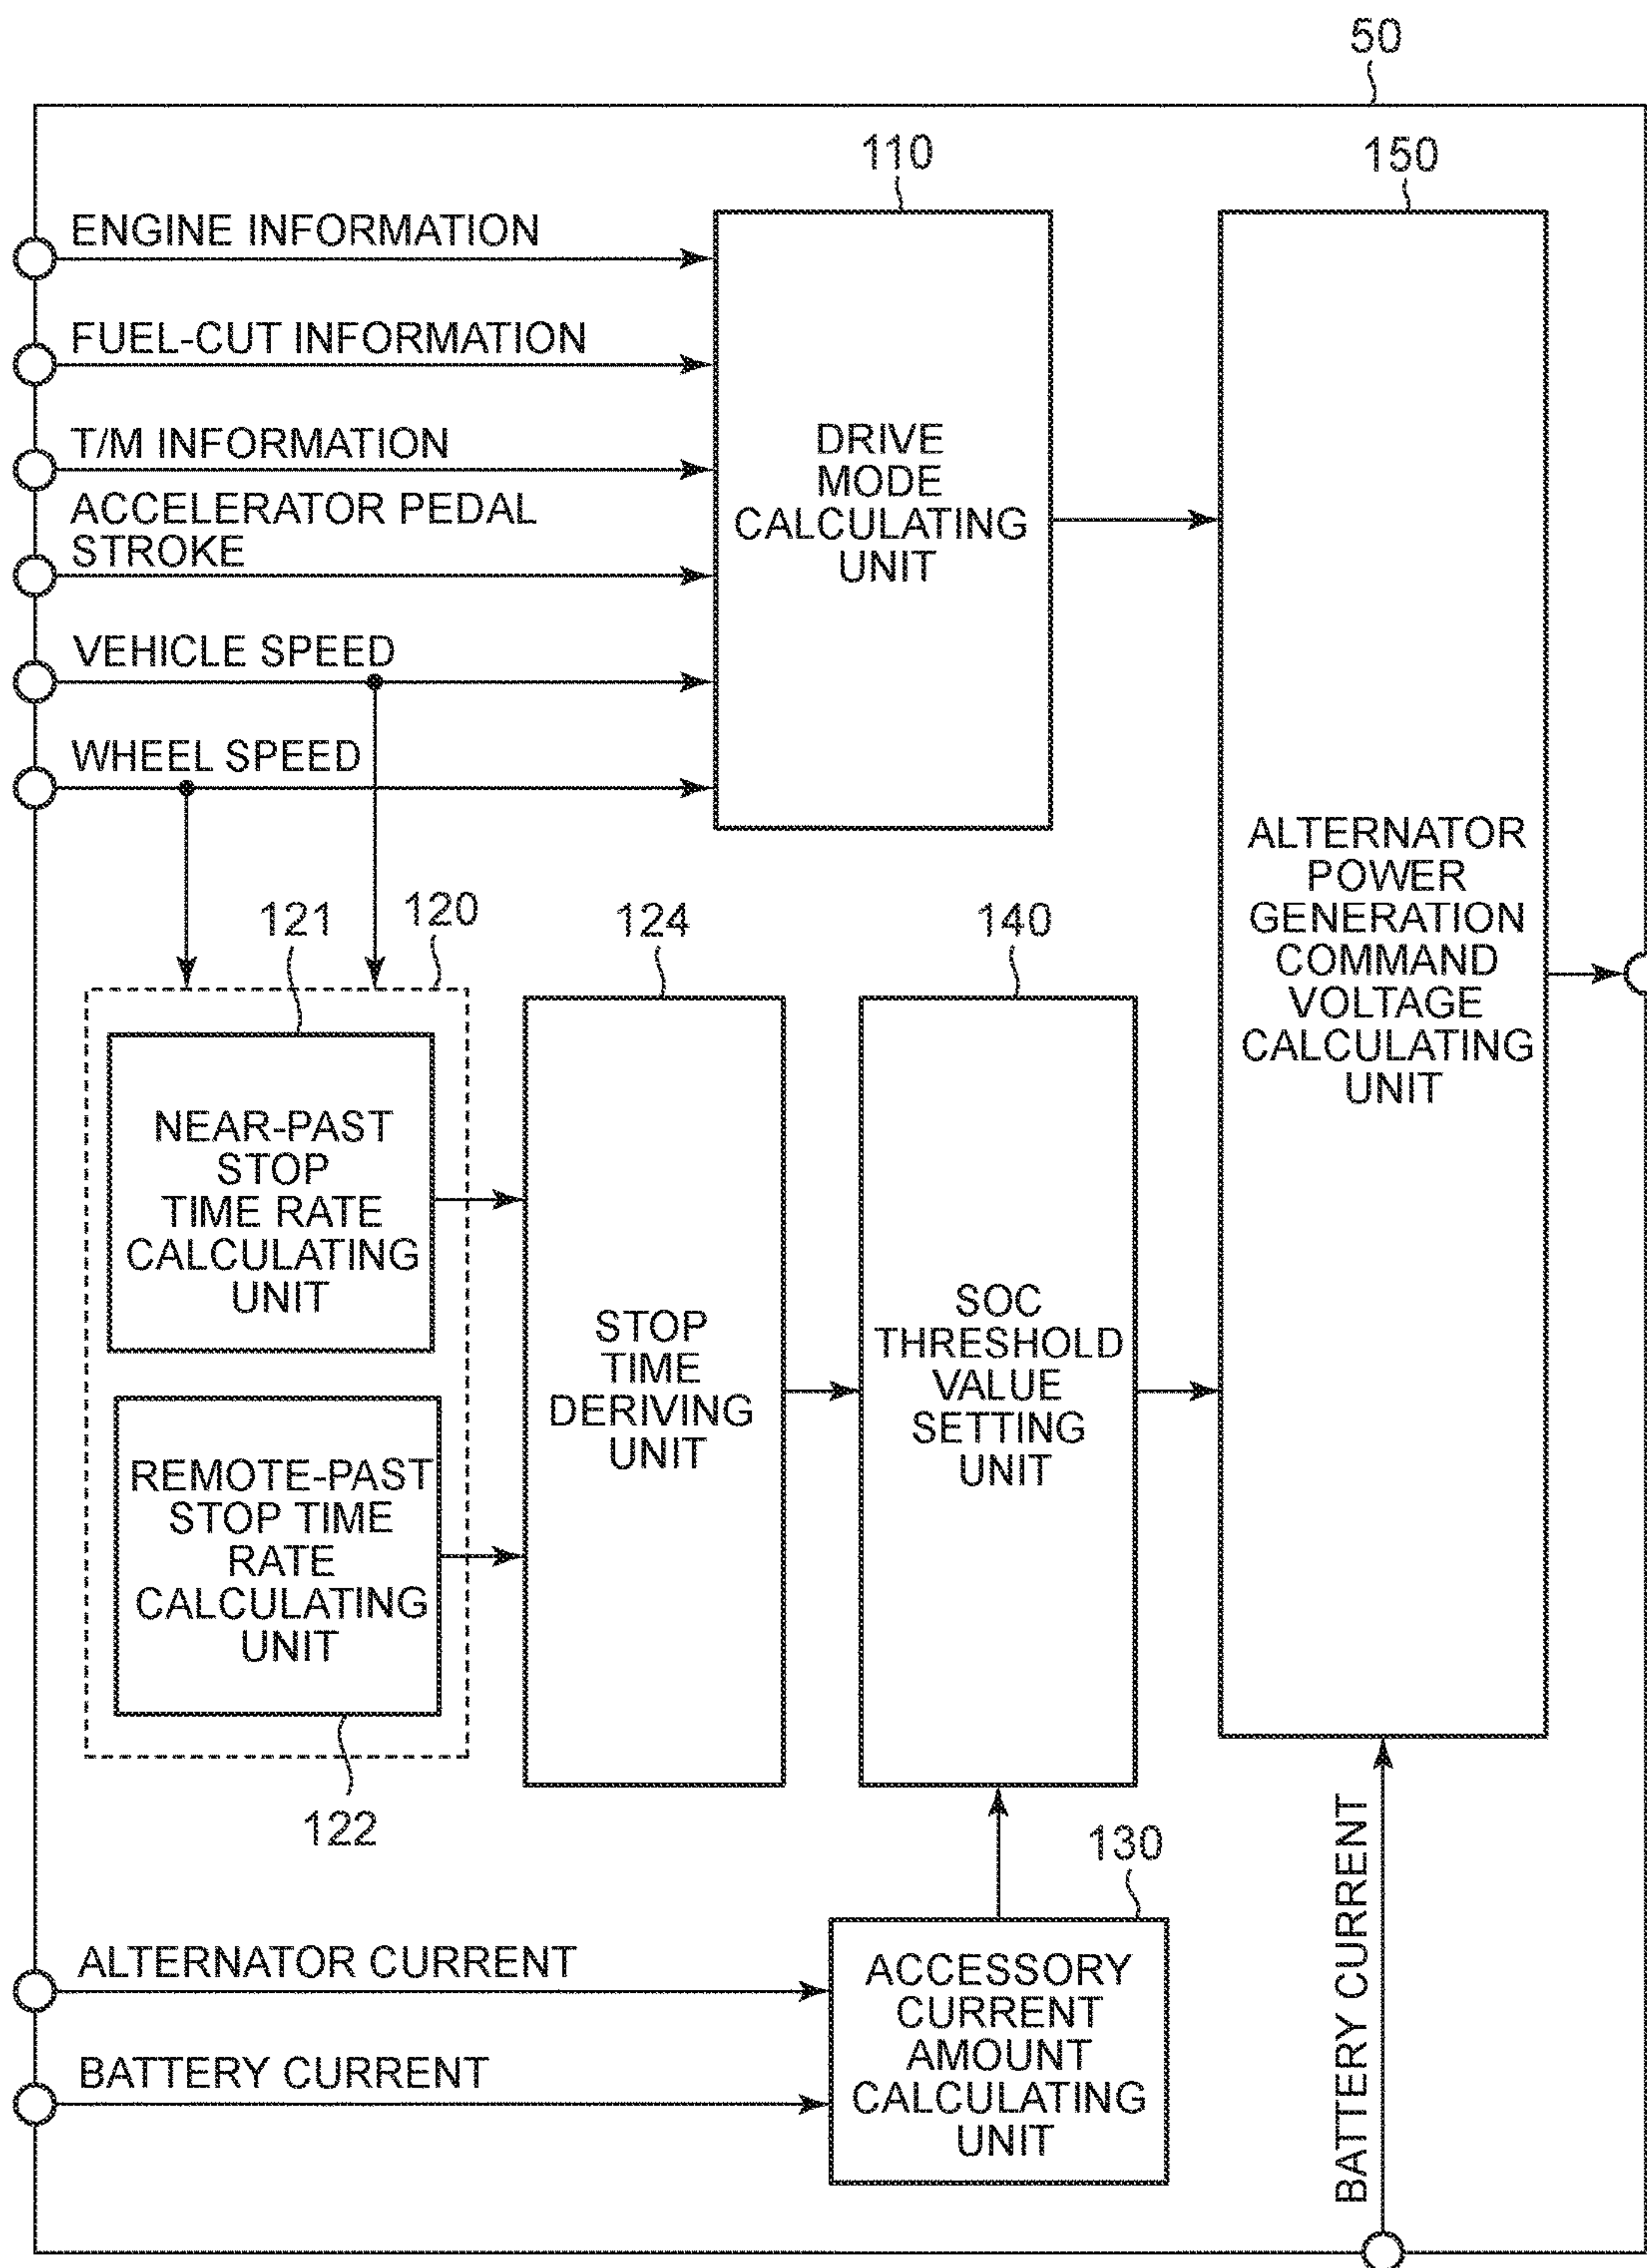 50
110
150
ENGINE INFORMATION
FUEL-CUT INFORMATION
T/M INFORMATION
ACCELERATOR PEDAL
STROKE
VEHICLE SPEED
WHEEL SPEED
DRIVE
MODE
CALCULATING
UNIT
ALTERNATOR
POWER
GENERATION
COMMAND
VOLTAGE
CALCULATING
UNIT
121
120
124
140
NEAR-PAST
STOP
TIME RATE
CALCULATING
UNIT
REMOTE-PAST
STOP TIME
RATE
CALCULATING
UNIT
122
STOP
TIME
DERIVING
UNIT
SOC
THRESHOLD
VALUE
SETTING
UNIT
130
ALTERNATOR CURRENT
BATTERY CURRENT
ACCESSORY
CURRENT
AMOUNT
CALCULATING
UNIT
BATTERY CURRENT